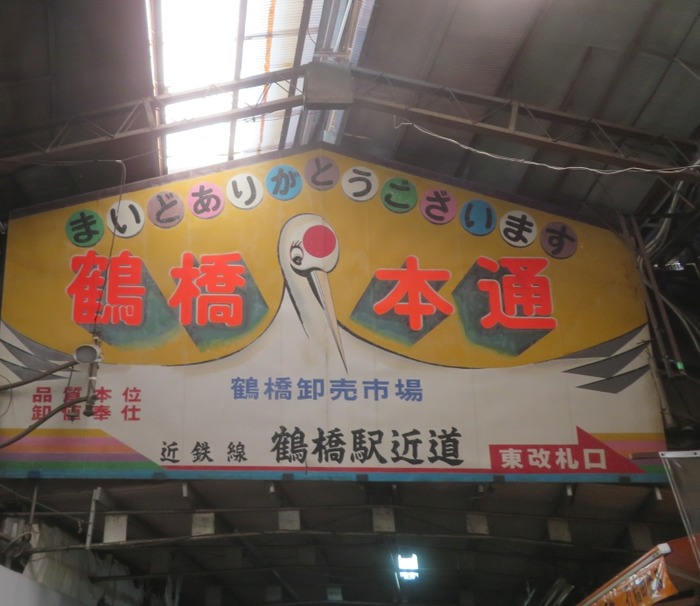 まいどありがとうございます
鶴橋本通
品質本位
卸値奉仕
鶴橋卸売市場
近鉄線 鶴橋駅近道
東改札口